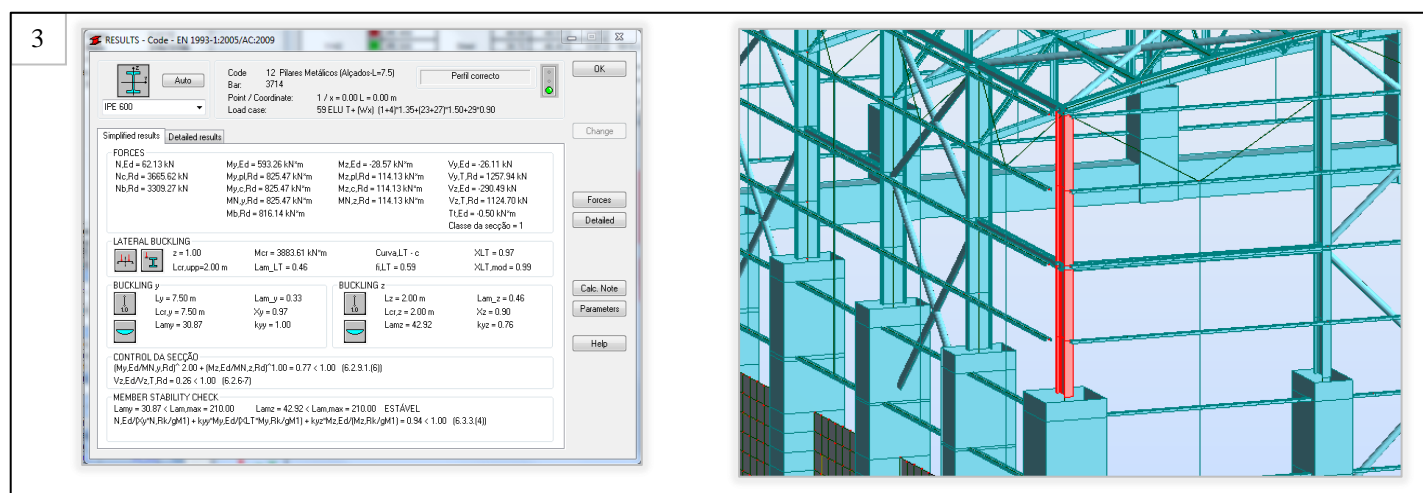 3
RESULTS - Code - EN 1993-1:2005/AC:2009
Auto
IPE 600
Code 12 Pilares Metálicos (Alçados-L=7.5)
Bar: 3714
Point / Coordinate: 1 / x = 0.00 L = 0.00 m
Load case: 59 ELU T+ (Wx) (1+4)*1.35+(23+27)*1.50+29*0.90
Perfil correcto
OK
Change
Simplified results Detailed results
FORCES
N,Ed = 62.13 kN My,Ed = 593.26 kN*m Mz,Ed = -28.57 kN*m Vy,Ed = -26.11 kN
Nc,Rd = 3665.62 kN My,pl,Rd = 825.47 kN*m Mz,pl,Rd = 114.13 kN*m Vy,T,Rd = 1257.94 kN
Nb,Rd = 3309.27 kN My,c,Rd = 825.47 kN*m Mz,c,Rd = 114.13 kN*m Vz,Ed = -290.49 kN
MN,y,Rd = 825.47 kN*m MN,z,Rd = 114.13 kN*m Vz,T,Rd = 1124.70 kN
Mb,Rd = 816.14 kN*m Tt,Ed = -0.50 kN*m
Classe da secção = 1
Forces
Detailed
LATERAL BUCKLING
z = 1.00 Mcr = 3883.61 kN*m Curva,LT - c XLT = 0.97
Lcr,upp=2.00 m Lam_LT = 0.46 fi,LT = 0.59 XLT,mod = 0.99
BUCKLING y BUCKLING z
1.0 Ly = 7.50 m Lam_y = 0.33 1.0 Lz = 2.00 m Lam_z = 0.46
Lcr,y = 7.50 m Xy = 0.97 Lcr,z = 2.00 m Xz = 0.90
Lamy = 30.87 kyy = 1.00 Lamz = 42.92 kyz = 0.76
Calc. Note
Parameters
Help
CONTROL DA SECÇÃO
(My,Ed/MN,y,Rd)^ 2.00 + (Mz,Ed/MN,z,Rd)^1.00 = 0.77 < 1.00 (6.2.9.1.(6))
Vz,Ed/Vz,T,Rd = 0.26 < 1.00 (6.2.6-7)
MEMBER STABILITY CHECK
Lamy = 30.87 < Lam,max = 210.00 Lamz = 42.92 < Lam,max = 210.00 ESTÁVEL
N,Ed/(Xy*N,Rk/gM1) + kyy*My,Ed/(XLT*My,Rk/gM1) + kyz*Mz,Ed/(Mz,Rk/gM1) = 0.94 < 1.00 (6.3.3.(4))